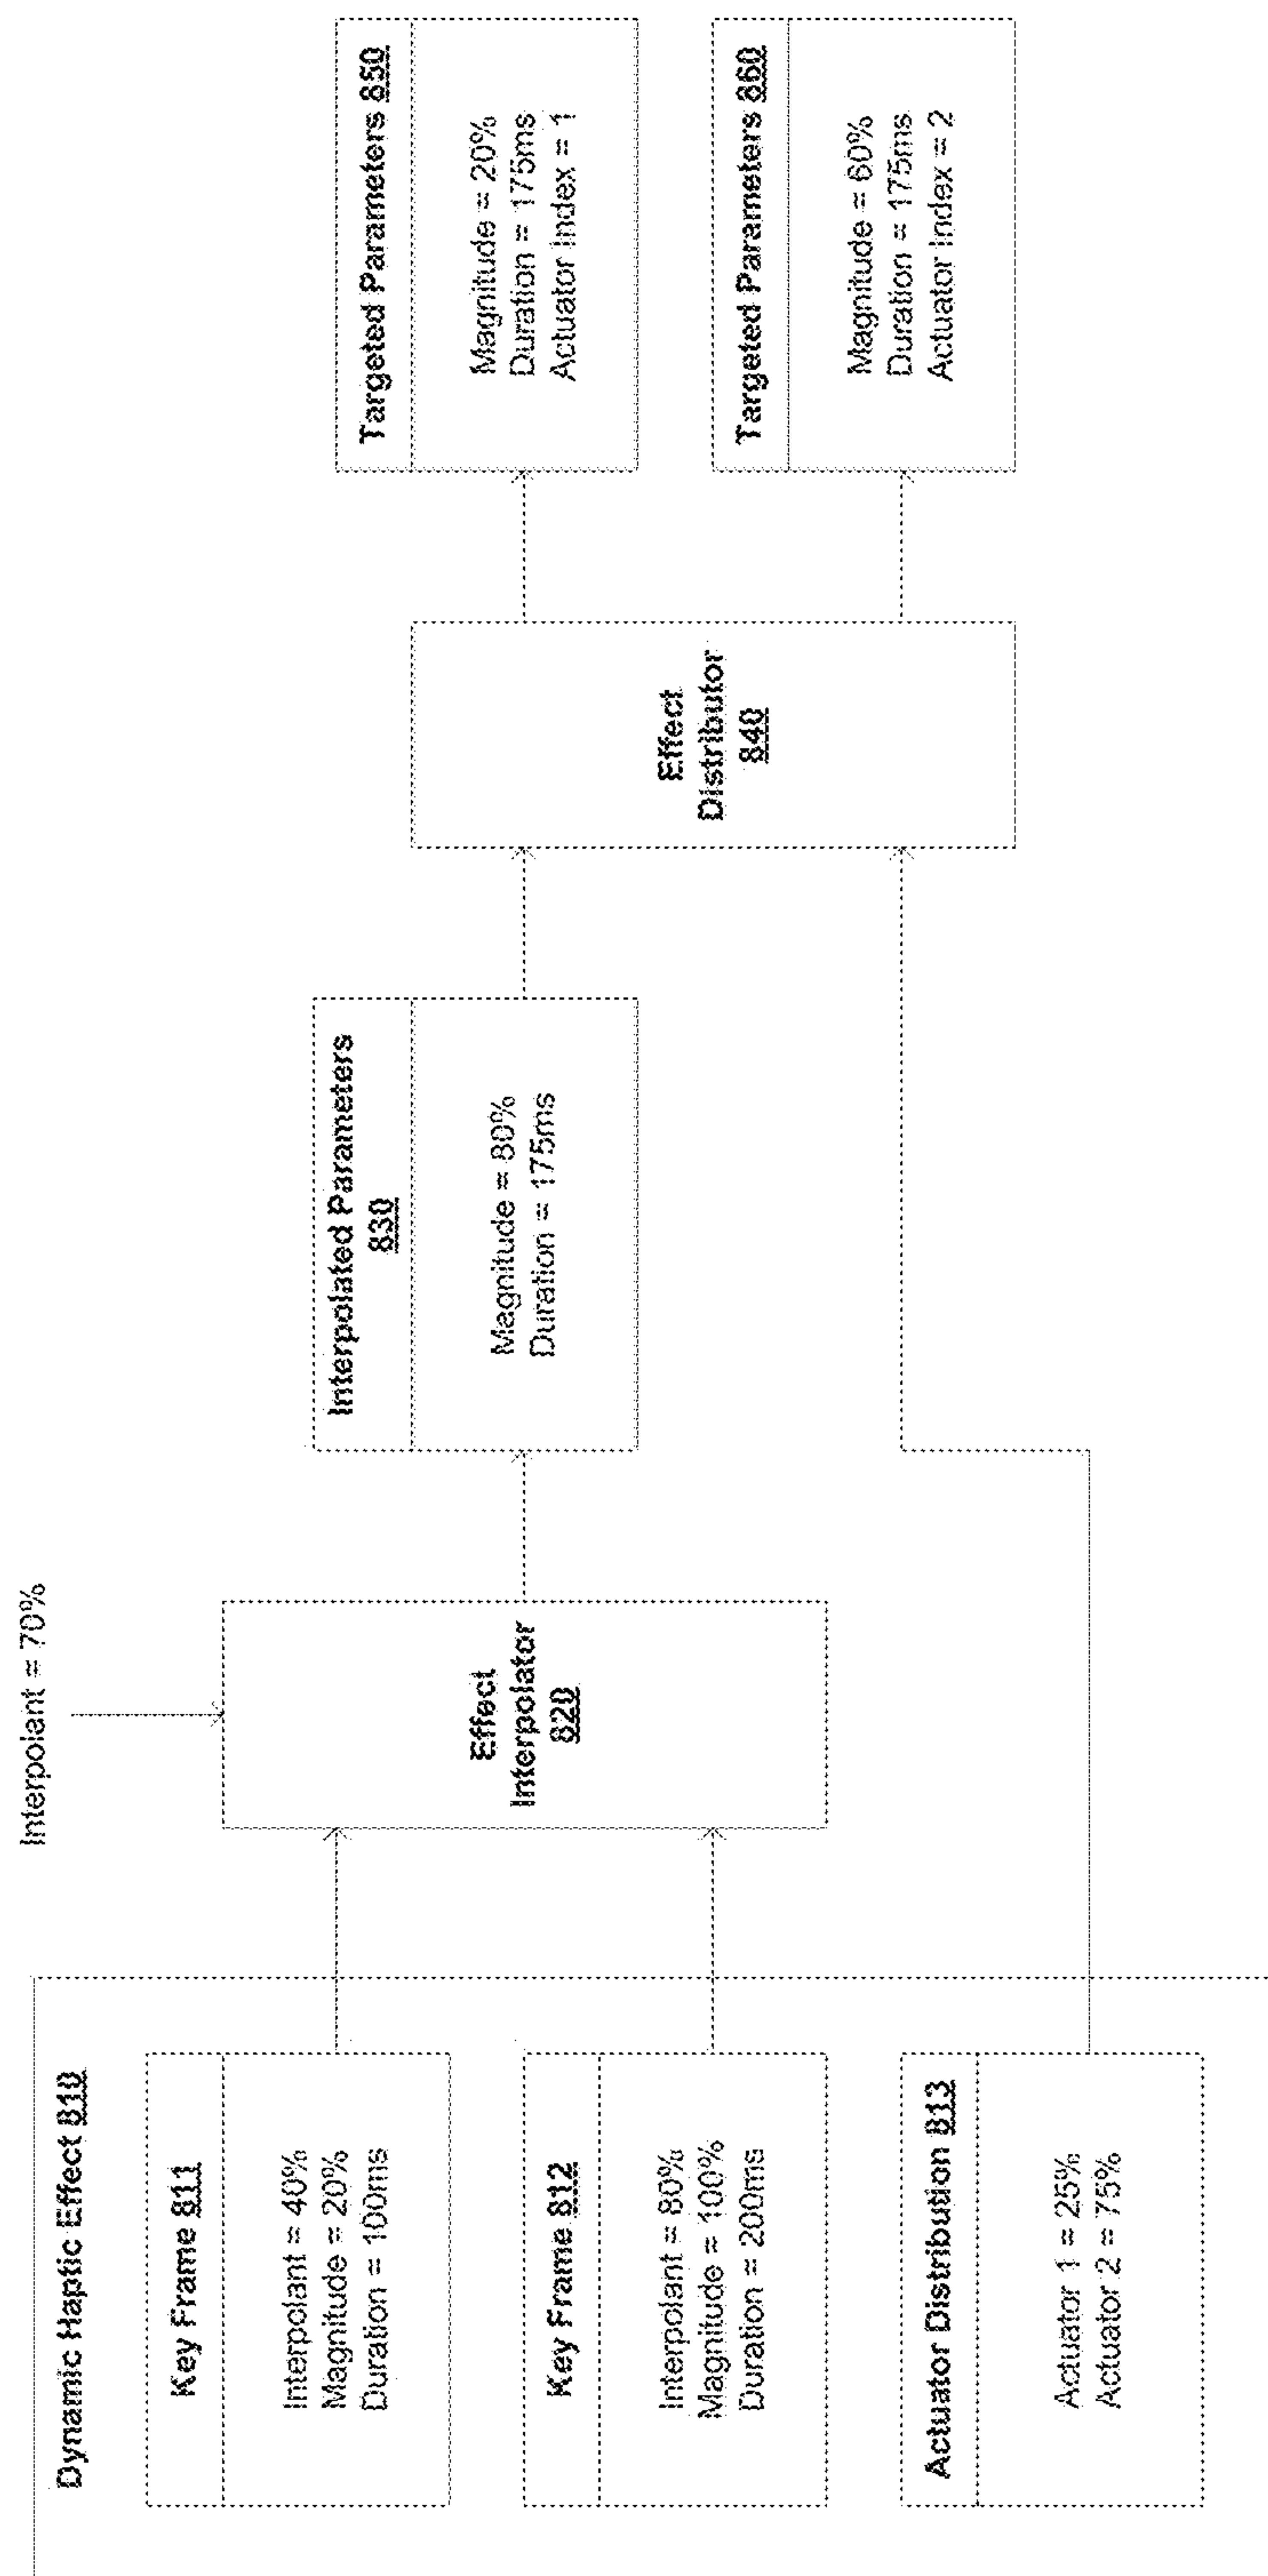 Dynamic Haptic Effect 810
Key Frame 811
Interpolant = 40%
Magnitude = 20%
Duration = 100ms
Key Frame 812
Interpolant = 80%
Magnitude = 100%
Duration = 200ms
Actuator Distribution 813
Actuator 1 = 25%
Actuator 2 = 75%
Interpolant = 70%
Effect
Interpolator
820
Interpolated Parameters
830
Magnitude = 80%
Duration = 175ms
Effect
Distributor
840
Targeted Parameters 850
Magnitude = 20%
Duration = 175ms
Actuator Index = 1
Targeted Parameters 860
Magnitude = 60%
Duration = 175ms
Actuator Index = 2